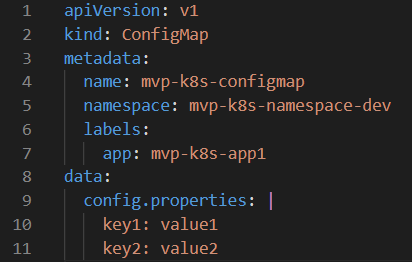 1 apiVersion: v1
2 kind: ConfigMap
3 metadata:
4   name: mvp-k8s-configmap
5   namespace: mvp-k8s-namespace-dev
6   labels:
7     app: mvp-k8s-app1
8 data:
9   config.properties: |
10     key1: value1
11     key2: value2